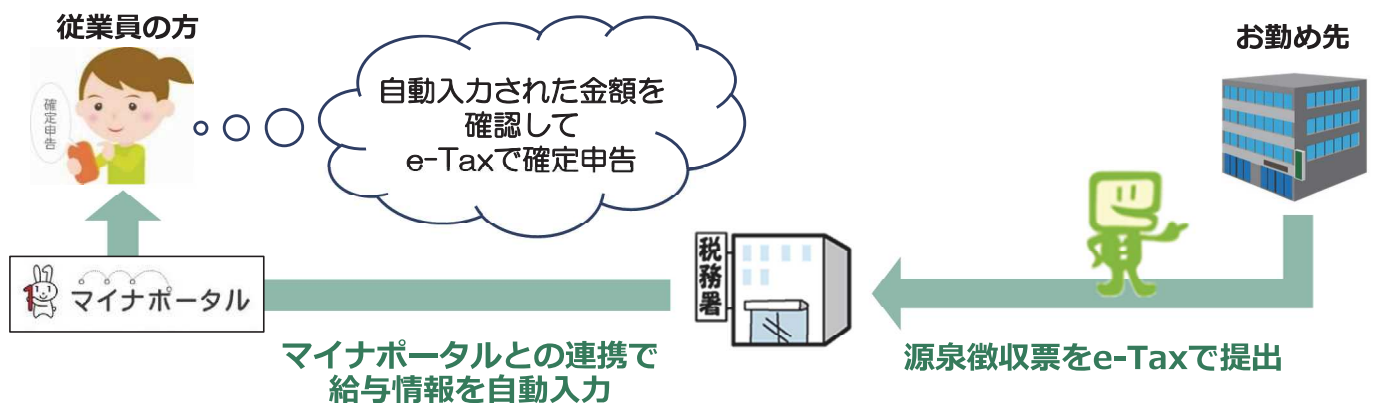 従業員の方
確定申告
自動入力された金額を
確認して
e-Taxで確定申告
お勤め先
税務署
マイナポータル
マイナポータルとの連携で
給与情報を自動入力
源泉徴収票をe-Taxで提出